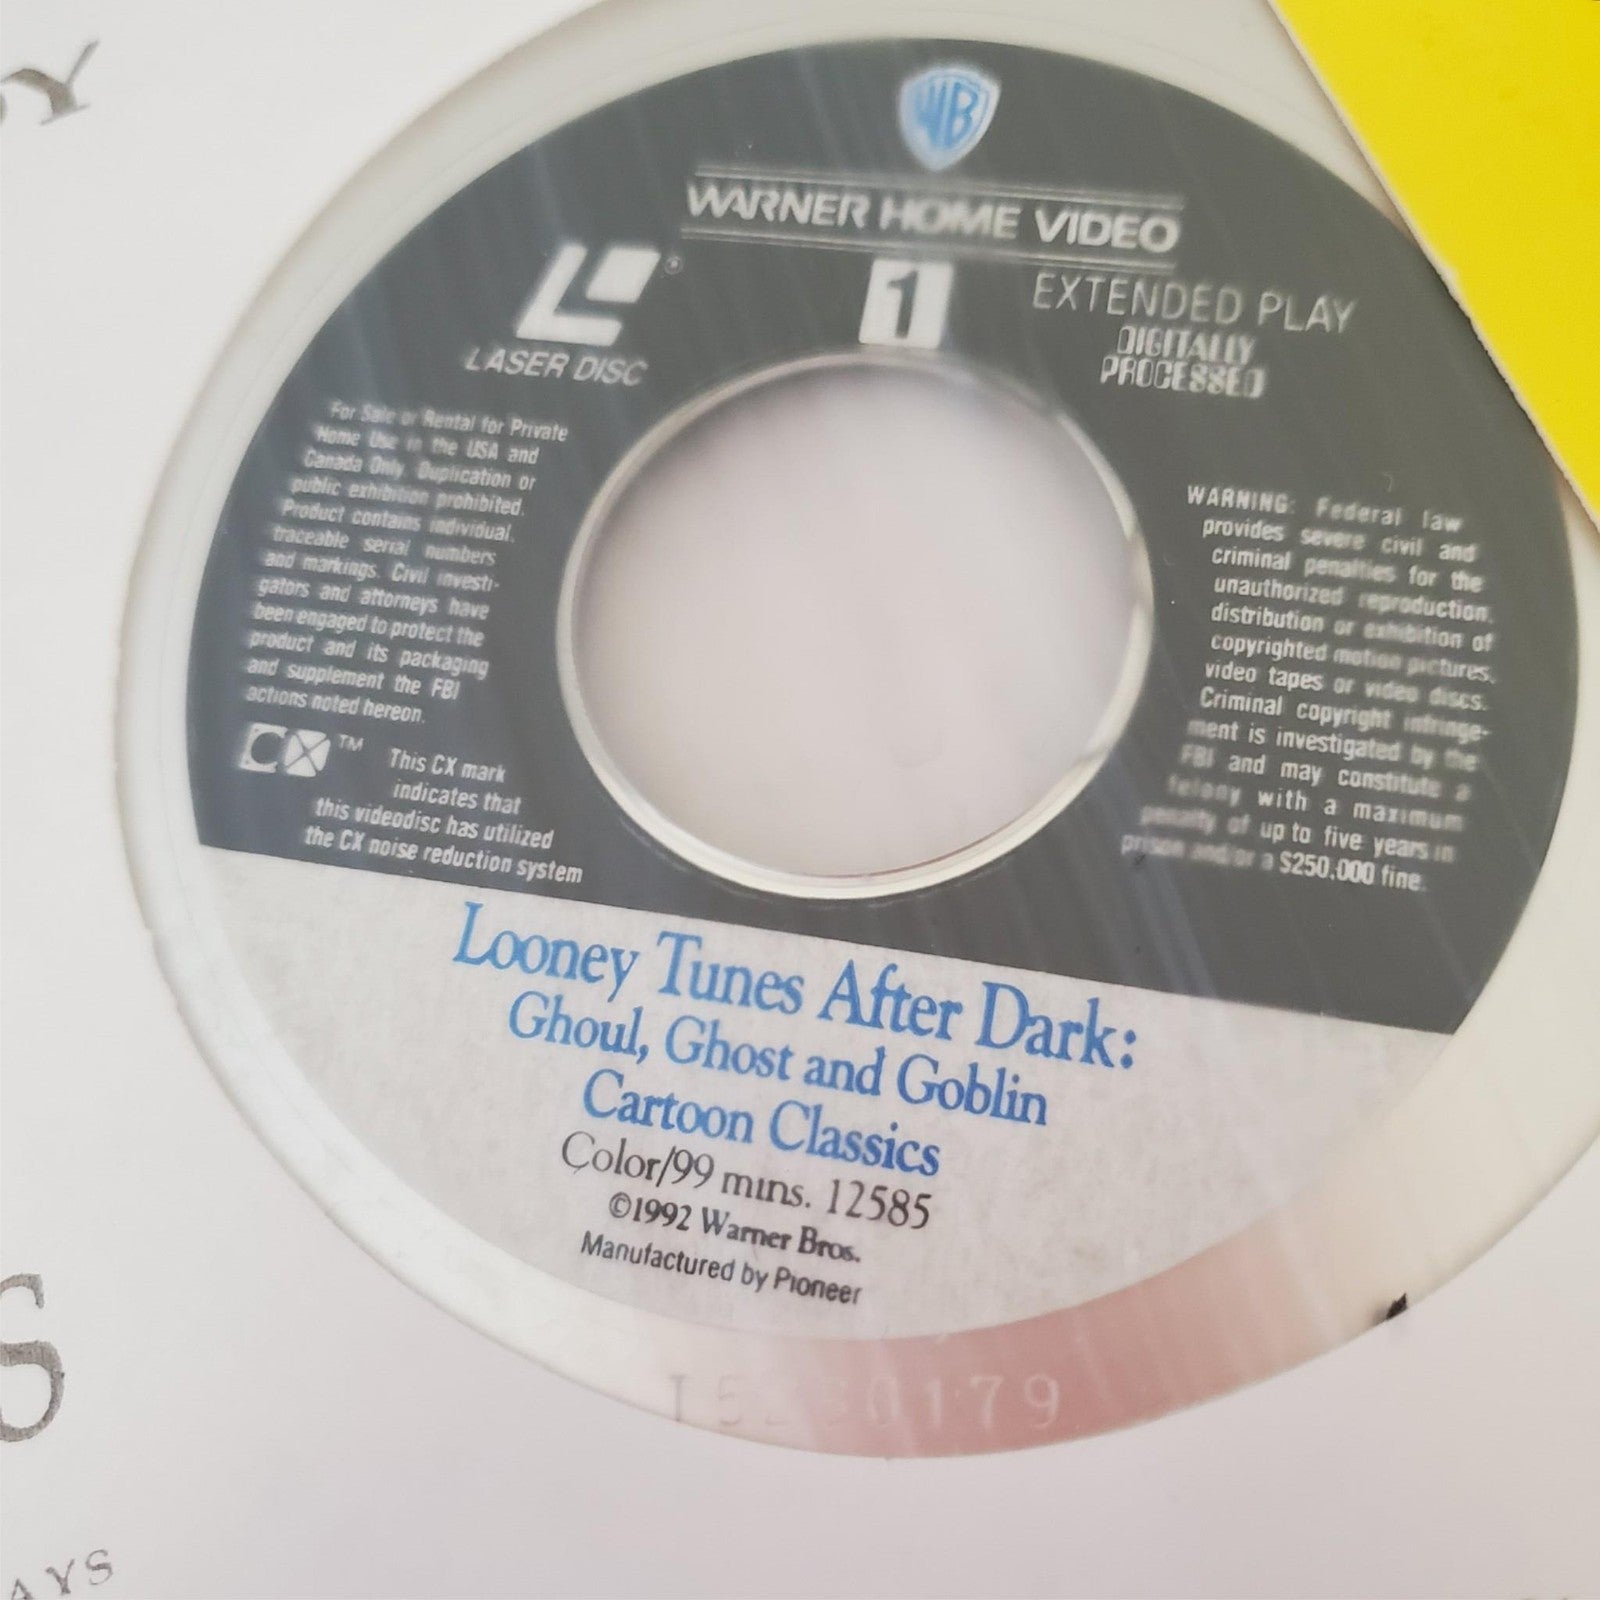 WB
WARNER HOME VIDEO
LASER DISC
1
EXTENDED PLAY
DIGITALLY
PROCESSED
For Sale or Rental for Private
Home Use in the USA and
Canada Only. Duplication or
public exhibition prohibited.
Product contains individual,
traceable serial numbers
and markings. Civil investi-
gators and attorneys have
been engaged to protect the
product and its packaging
and supplement the FBI
actions noted hereon.
CX™
This CX mark
indicates that
this videodisc has utilized
the CX noise reduction system
WARNING: Federal law
provides severe civil and
criminal penalties for the
unauthorized reproduction,
distribution or exhibition of
copyrighted motion pictures,
video tapes or video discs.
Criminal copyright infringe-
ment is investigated by the
FBI and may constitute a
felony with a maximum
penalty of up to five years in
prison and/or a $250,000 fine.
Looney Tunes After Dark:
Ghoul, Ghost and Goblin
Cartoon Classics
Color/99 mins. 12585
©1992 Warner Bros.
Manufactured by Pioneer
AYS